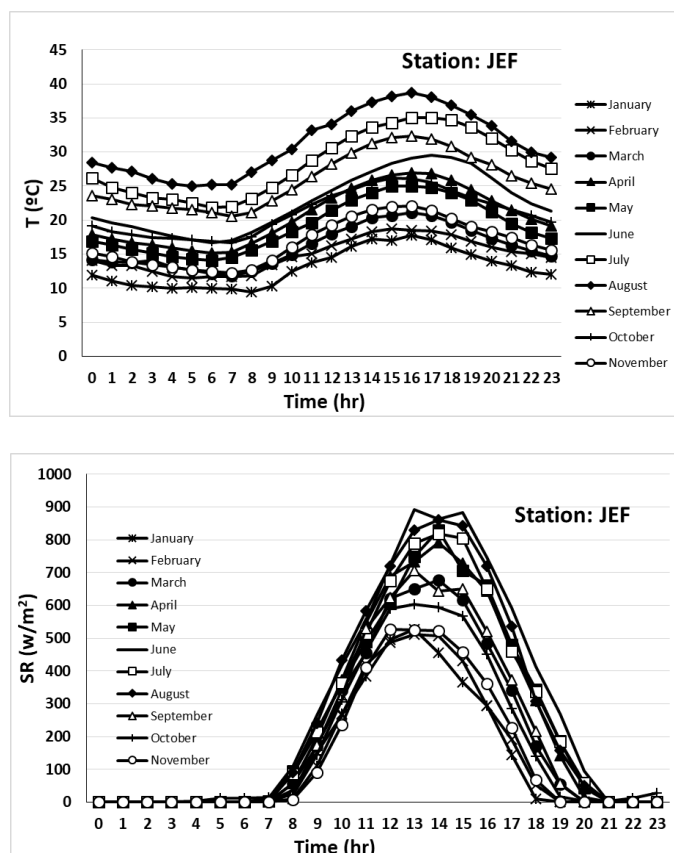 Station: JEF
T (ºC)
45
40
35
30
25
20
15
10
5
0
0 1 2 3 4 5 6 7 8 9 10 11 12 13 14 15 16 17 18 19 20 21 22 23
Time (hr)
January
February
March
April
May
June
July
August
September
October
November
Station: JEF
SR (w/m²)
1000
900
800
700
600
500
400
300
200
100
0
0 1 2 3 4 5 6 7 8 9 10 11 12 13 14 15 16 17 18 19 20 21 22 23
Time (hr)
January
February
March
April
May
June
July
August
September
October
November